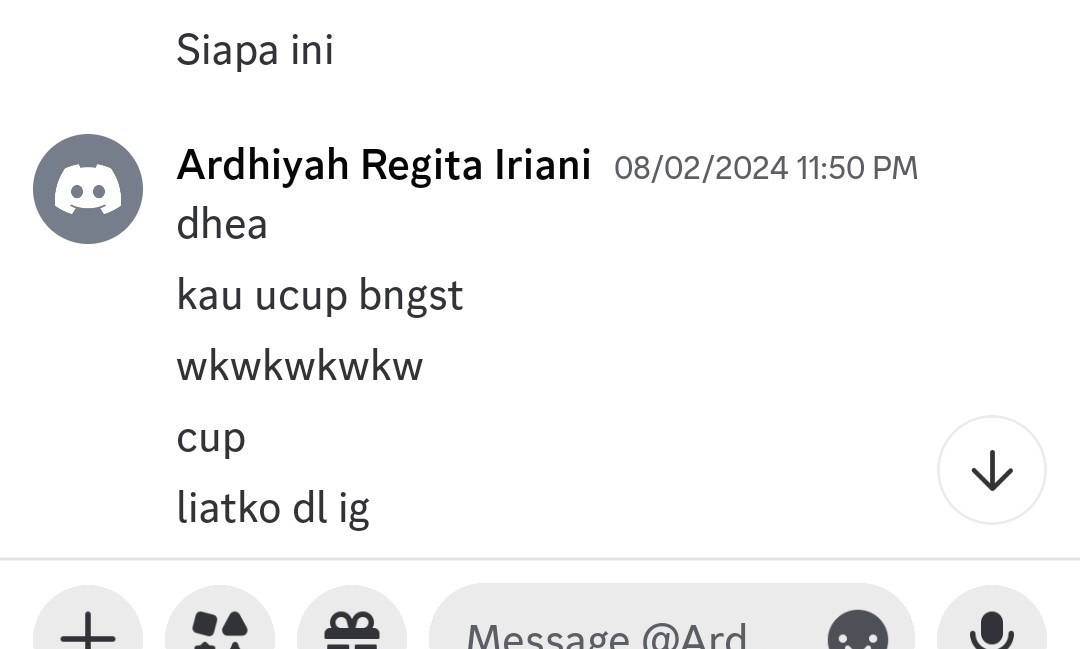 Siapa ini
Ardhiyah Regita Iriani 08/02/2024 11:50 PM
dhea
kau ucup bngst
wkwkwkwkw
cup
liatko dl ig
Message @Ard